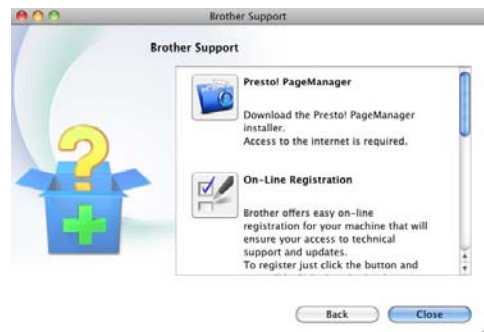 Brother Support
Brother Support
Presto! PageManager
Download the Presto! PageManager
installer.
Access to the internet is required.
On-Line Registration
Brother offers easy on-line
registration for your machine that will
ensure your access to technical
support and updates.
To register just click the button and
Back
Close